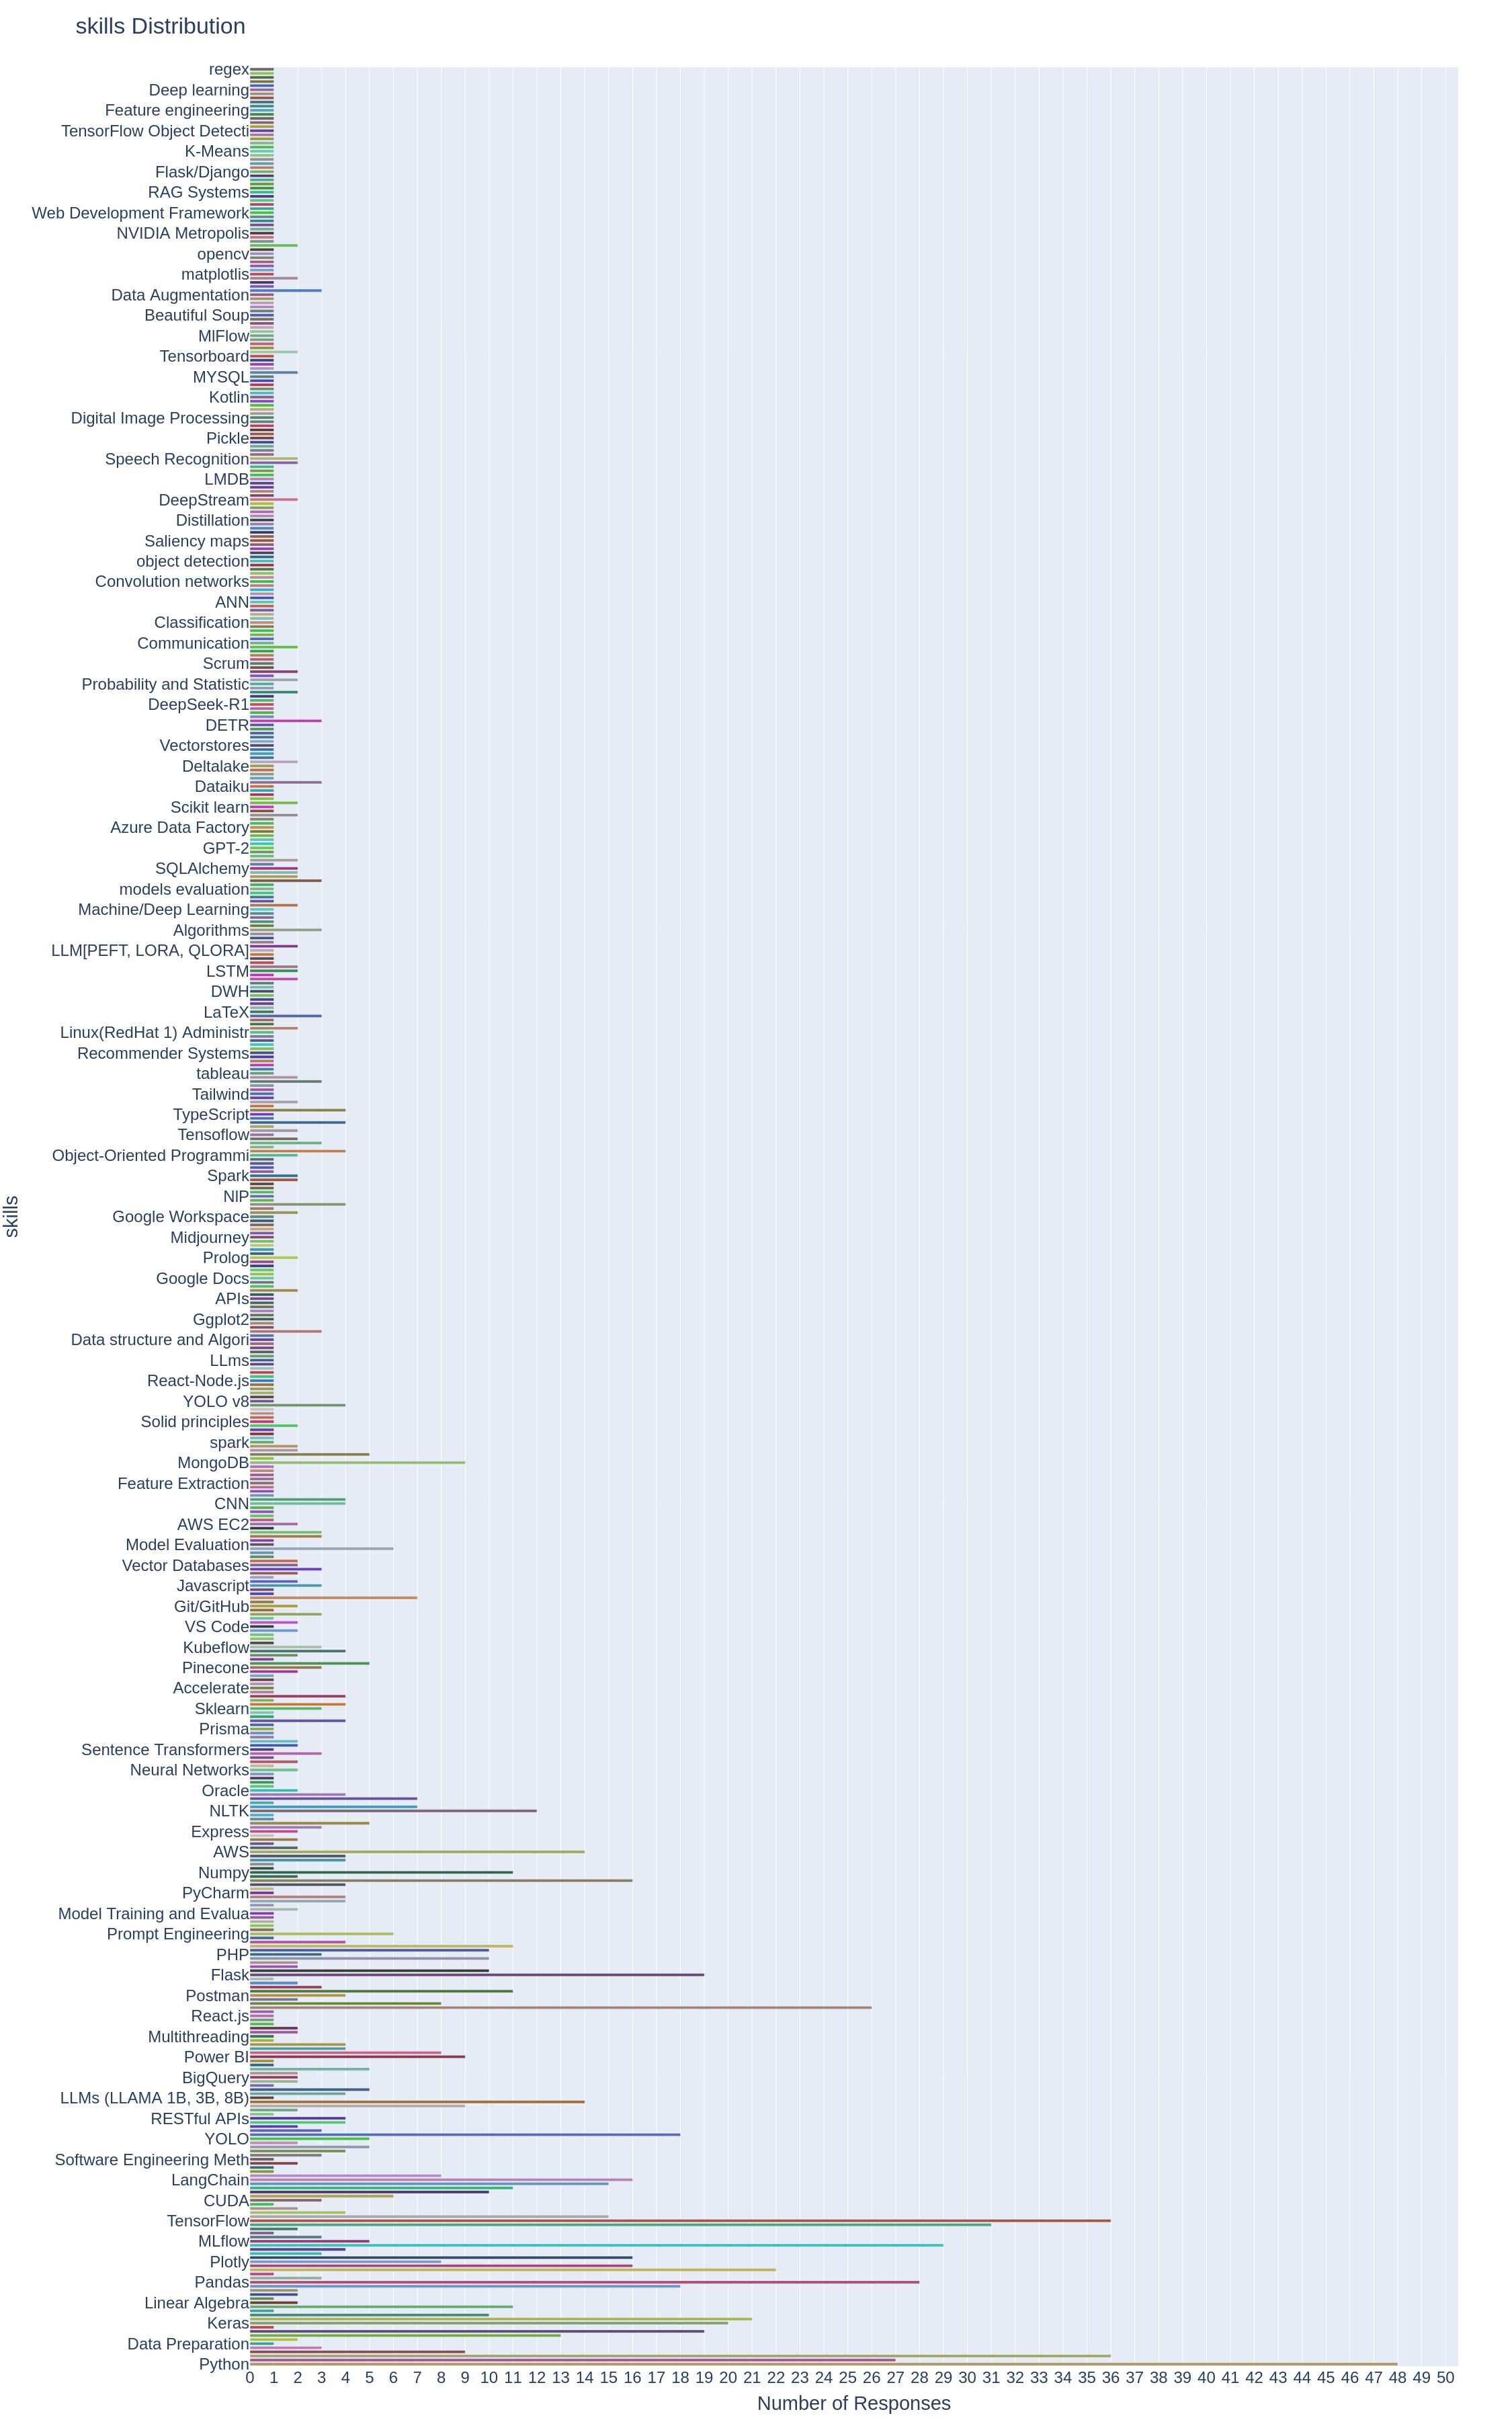 skills Distribution
regex
Deep learning
Feature engineering
TensorFlow Object Detecti
K-Means
Flask/Django
RAG Systems
Web Development Framework
NVIDIA Metropolis
opencv
matplotlis
Data Augmentation
Beautiful Soup
MlFlow
Tensorboard
MYSQL
Kotlin
Digital Image Processing
Pickle
Speech Recognition
LMDB
DeepStream
Distillation
Saliency maps
object detection
Convolution networks
ANN
Classification
Communication
Scrum
Probability and Statistic
DeepSeek-R1
DETR
Vectorstores
Deltalake
Dataiku
Scikit learn
Azure Data Factory
GPT-2
SQLAlchemy
models evaluation
Machine/Deep Learning
Algorithms
LLM[PEFT, LORA, QLORA]
LSTM
DWH
LaTeX
Linux(RedHat 1) Administr
Recommender Systems
tableau
Tailwind
TypeScript
Tensoflow
Object-Oriented Programmi
Spark
NlP
Google Workspace
Midjourney
Prolog
Google Docs
APIs
Ggplot2
Data structure and Algori
LLms
React-Node.js
YOLO v8
Solid principles
spark
MongoDB
Feature Extraction
CNN
AWS EC2
Model Evaluation
Vector Databases
Javascript
Git/GitHub
VS Code
Kubeflow
Pinecone
Accelerate
Sklearn
Prisma
Sentence Transformers
Neural Networks
Oracle
NLTK
Express
AWS
Numpy
PyCharm
Model Training and Evalua
Prompt Engineering
PHP
Flask
Postman
React.js
Multithreading
Power BI
BigQuery
LLMs (LLAMA 1B, 3B, 8B)
RESTful APIs
YOLO
Software Engineering Meth
LangChain
CUDA
TensorFlow
MLflow
Plotly
Pandas
Linear Algebra
Keras
Data Preparation
Python
skills
0 1 2 3 4 5 6 7 8 9 10 11 12 13 14 15 16 17 18 19 20 21 22 23 24 25 26 27 28 29 30 31 32 33 34 35 36 37 38 39 40 41 42 43 44 45 46 47 48 49 50
Number of Responses